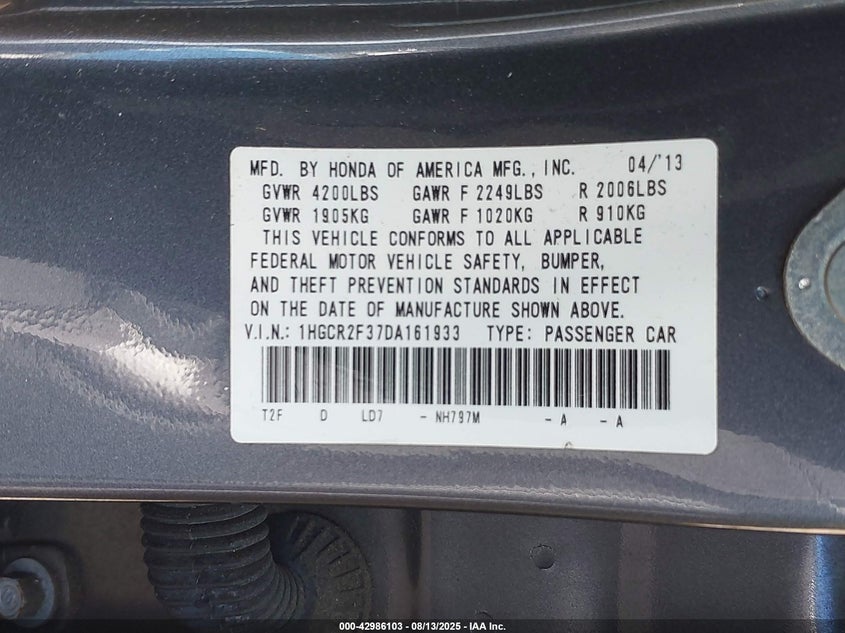 MFD. BY HONDA OF AMERICA MFG., INC. 04/'13
GVWR 4200LBS GAWR F 2249LBS R 2006LBS
GVWR 1905KG GAWR F 1020KG R 910KG
THIS VEHICLE CONFORMS TO ALL APPLICABLE
FEDERAL MOTOR VEHICLE SAFETY, BUMPER,
AND THEFT PREVENTION STANDARDS IN EFFECT
ON THE DATE OF MANUFACTURE SHOWN ABOVE.
V.I.N.: 1HGCR2F37DA161933 TYPE: PASSENGER CAR
T2F D LD7 - NH797M - A - A
000-42986103 - 08/13/2025 - IAA Inc.